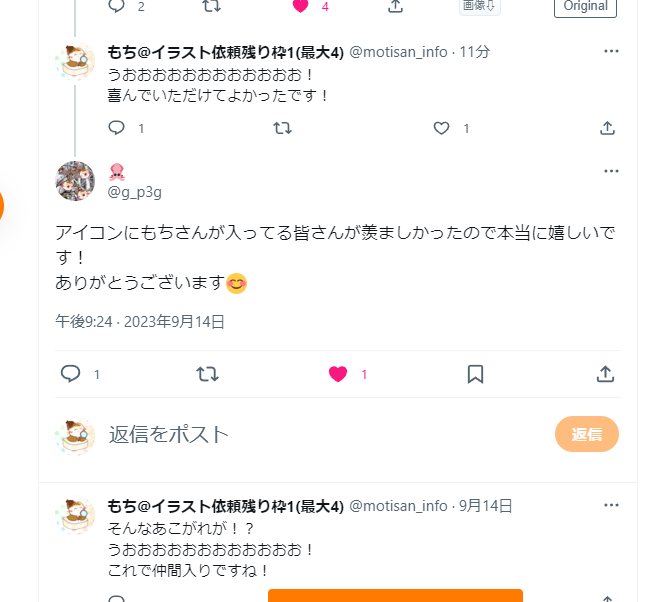 2 4 画像⇩ Original
もち@イラスト依頼残り枠1(最大4) @motisan_info · 11分
うおおおおおおおおおおおお！
喜んでいただけてよかったです！
1 1
🦑
@g_p3g
アイコンにもちさんが入ってる皆さんが羨ましかったので本当に嬉しいで
す！
ありがとうございます😊
午後9:24 · 2023年9月14日
1 1
返信をポスト 返信
もち@イラスト依頼残り枠1(最大4) @motisan_info · 9月14日
そんなあこがれが！？
うおおおおおおおおおおおお！
これで仲間入りですね！